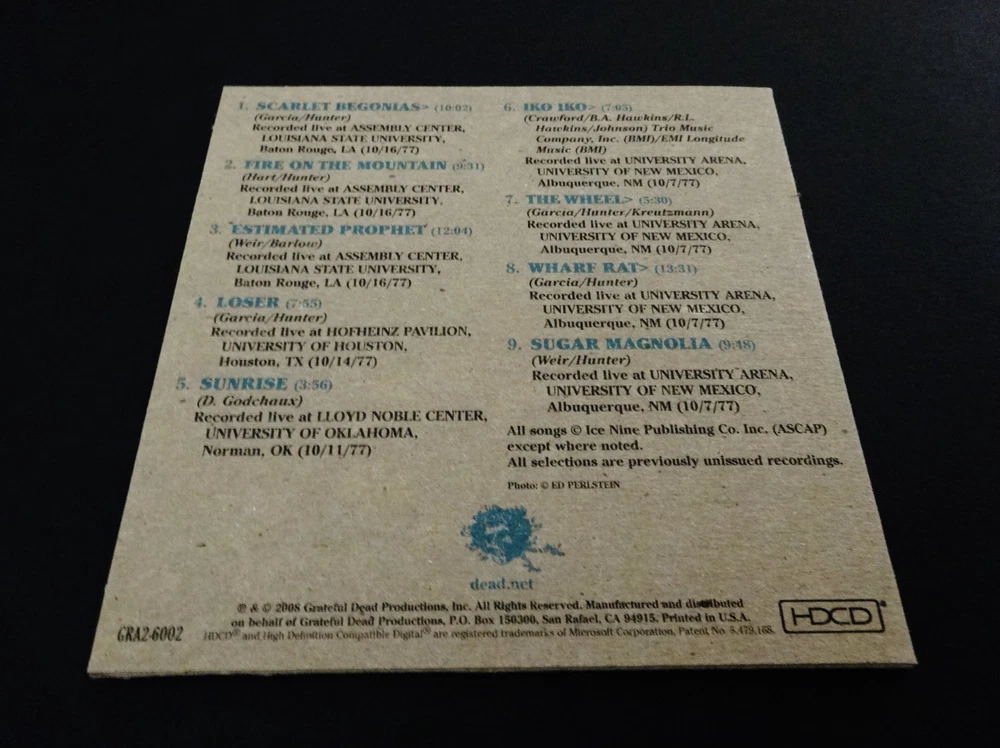 1. SCARLET BEGONIAS> (10:02)
(Garcia/Hunter)
Recorded live at ASSEMBLY CENTER,
LOUISIANA STATE UNIVERSITY,
Baton Rouge, LA (10/16/77)
2. FIRE ON THE MOUNTAIN (9:31)
(Hart/Hunter)
Recorded live at ASSEMBLY CENTER,
LOUISIANA STATE UNIVERSITY,
Baton Rouge, LA (10/16/77)
3. ESTIMATED PROPHET (12:04)
(Weir/Barlow)
Recorded live at ASSEMBLY CENTER,
LOUISIANA STATE UNIVERSITY,
Baton Rouge, LA (10/16/77)
4. LOSER (7:55)
(Garcia/Hunter)
Recorded live at HOFHEINZ PAVILION,
UNIVERSITY OF HOUSTON,
Houston, TX (10/14/77)
5. SUNRISE (3:56)
(D. Godchaux)
Recorded live at LLOYD NOBLE CENTER,
UNIVERSITY OF OKLAHOMA,
Norman, OK (10/11/77)
6. IKO IKO> (7:03)
(Crawford/B.A. Hawkins/R.L.
Hawkins/Johnson) Trio Music
Company, Inc. (BMI)/EMI Longitude
Music (BMI)
Recorded live at UNIVERSITY ARENA,
UNIVERSITY OF NEW MEXICO,
Albuquerque, NM (10/7/77)
7. THE WHEEL> (5:30)
(Garcia/Hunter/Kreutzmann)
Recorded live at UNIVERSITY ARENA,
UNIVERSITY OF NEW MEXICO,
Albuquerque, NM (10/7/77)
8. WHARF RAT> (13:31)
(Garcia/Hunter)
Recorded live at UNIVERSITY ARENA,
UNIVERSITY OF NEW MEXICO,
Albuquerque, NM (10/7/77)
9. SUGAR MAGNOLIA (9:48)
(Weir/Hunter)
Recorded live at UNIVERSITY ARENA,
UNIVERSITY OF NEW MEXICO,
Albuquerque, NM (10/7/77)
All songs © Ice Nine Publishing Co. Inc. (ASCAP)
except where noted.
All selections are previously unissued recordings.
Photo: © ED PERLSTEIN
dead.net
℗ & © 2008 Grateful Dead Productions, Inc. All Rights Reserved. Manufactured and distributed
on behalf of Grateful Dead Productions, P.O. Box 150300, San Rafael, CA 94915. Printed in U.S.A.
HDCD® and High Definition Compatible Digital® are registered trademarks of Microsoft Corporation, Patent No. 5,479,168.
GRA2-6002
HDCD®